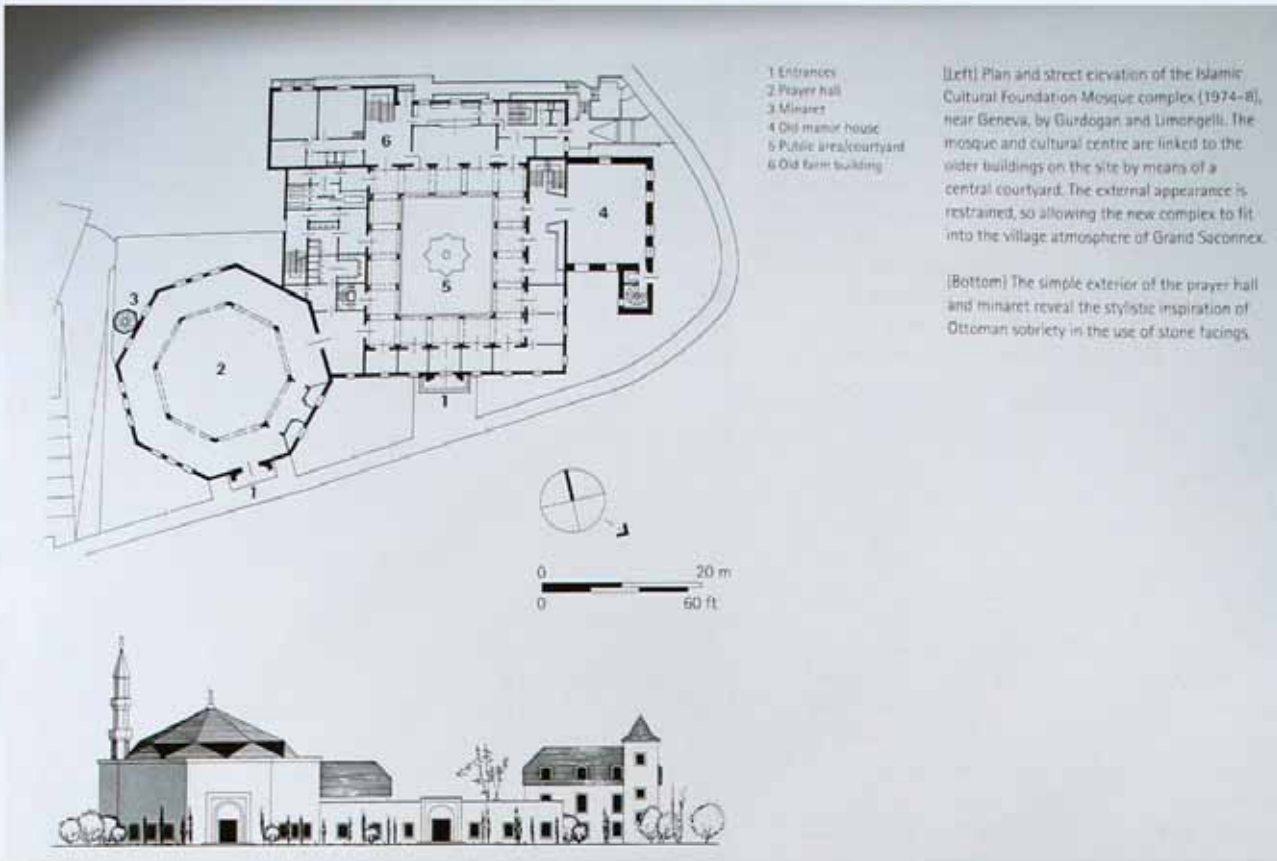 1 Entrances
2 Prayer hall
3 Minaret
4 Old manor house
5 Public area/courtyard
6 Old farm building
[Left] Plan and street elevation of the Islamic
Cultural Foundation Mosque complex (1974–8),
near Geneva, by Gurdogan and Limongelli. The
mosque and cultural centre are linked to the
older buildings on the site by means of a
central courtyard. The external appearance is
restrained, so allowing the new complex to fit
into the village atmosphere of Grand Saconnex.
[Bottom] The simple exterior of the prayer hall
and minaret reveal the stylistic inspiration of
Ottoman sobriety in the use of stone facings.
6
4
5
3
2
1
1
0 20 m
0 60 ft